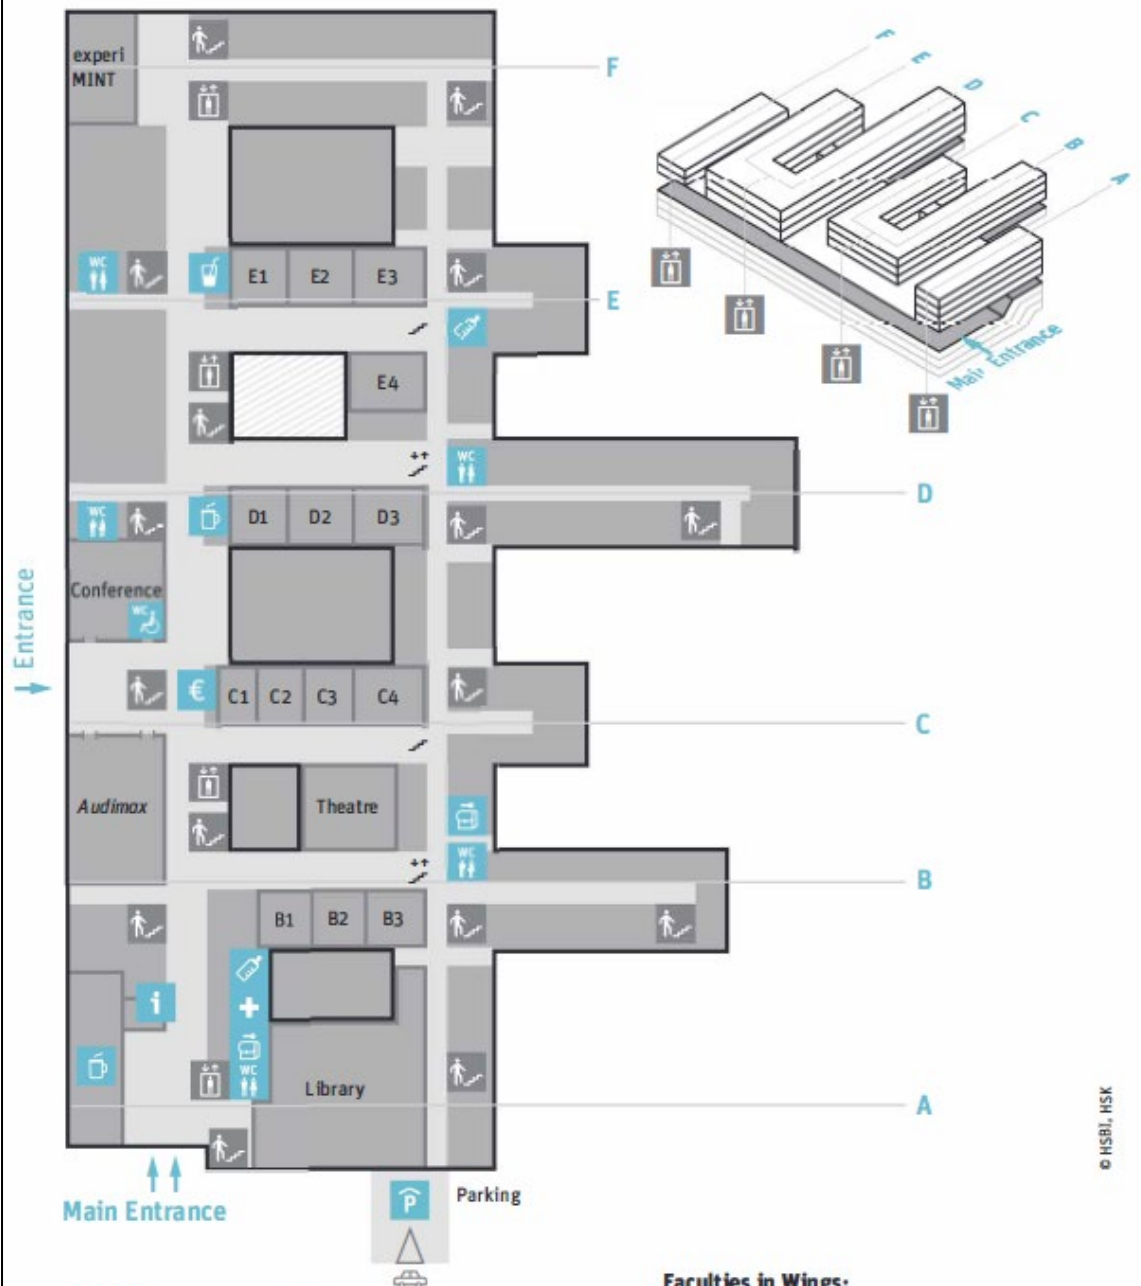 experi
MINT
F
F
E
D
C
B
A
WC
E1
E2
E3
E
Main Entrance
E4
WC
D
WC
D1
D2
D3
Conference
WC
Entrance
€
C1
C2
C3
C4
C
Audimax
Theatre
WC
B
B1
B2
B3
i
WC
Library
A
© HSBI, HSK
Main Entrance
P
Parking
Faculties in Wings: